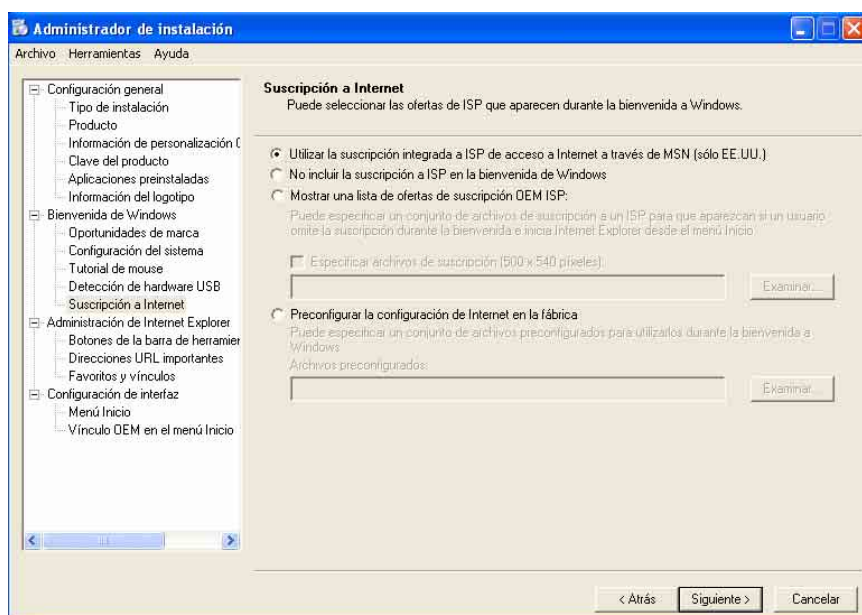 Administrador de instalación
Archivo Herramientas Ayuda
Configuración general
Tipo de instalación
Producto
Información de personalización
Clave del producto
Aplicaciones preinstaladas
Información del logotipo
Bienvenida de Windows
Oportunidades de marca
Configuración del sistema
Tutorial de mouse
Detección de hardware USB
Suscripción a Internet
Administración de Internet Explorer
Botones de la barra de herramier
Direcciones URL importantes
Favoritos y vínculos
Configuración de interfaz
Menú Inicio
Vínculo OEM en el menú Inicio
Suscripción a Internet
Puede seleccionar las ofertas de ISP que aparecen durante la bienvenida a Windows.
Utilizar la suscripción integrada a ISP de acceso a Internet a través de MSN (sólo EE.UU.)
No incluir la suscripción a ISP en la bienvenida de Windows
Mostrar una lista de ofertas de suscripción OEM ISP:
Puede especificar un conjunto de archivos de suscripción a un ISP para que aparezcan si un usuario
omite la suscripción durante la bienvenida e inicia Internet Explorer desde el menú Inicio
Especificar archivos de suscripción (500 x 540 píxeles):
Examinar...
Preconfigurar la configuración de Internet en la fábrica
Puede especificar un conjunto de archivos preconfigurados para utilizarlos durante la bienvenida a
Windows
Archivos preconfigurados:
Examinar...
< Atrás Siguiente > Cancelar